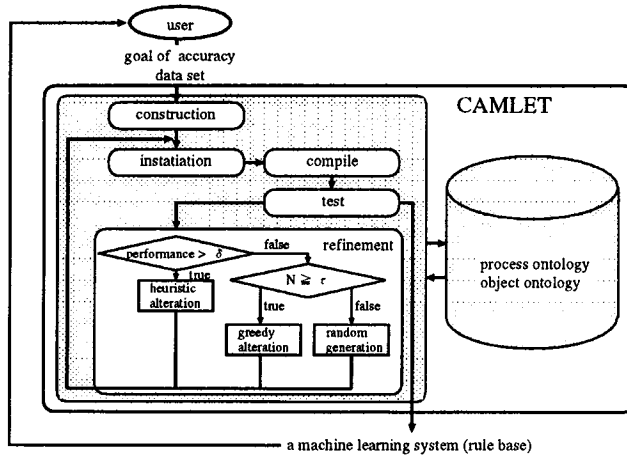 user
goal of accuracy
data set
CAMLET
construction
instatiation
compile
test
refinement
performance > δ
false
true
heuristic
alteration
N ≧ τ
true
false
greedy
alteration
random
generation
process ontology
object ontology
a machine learning system (rule base)